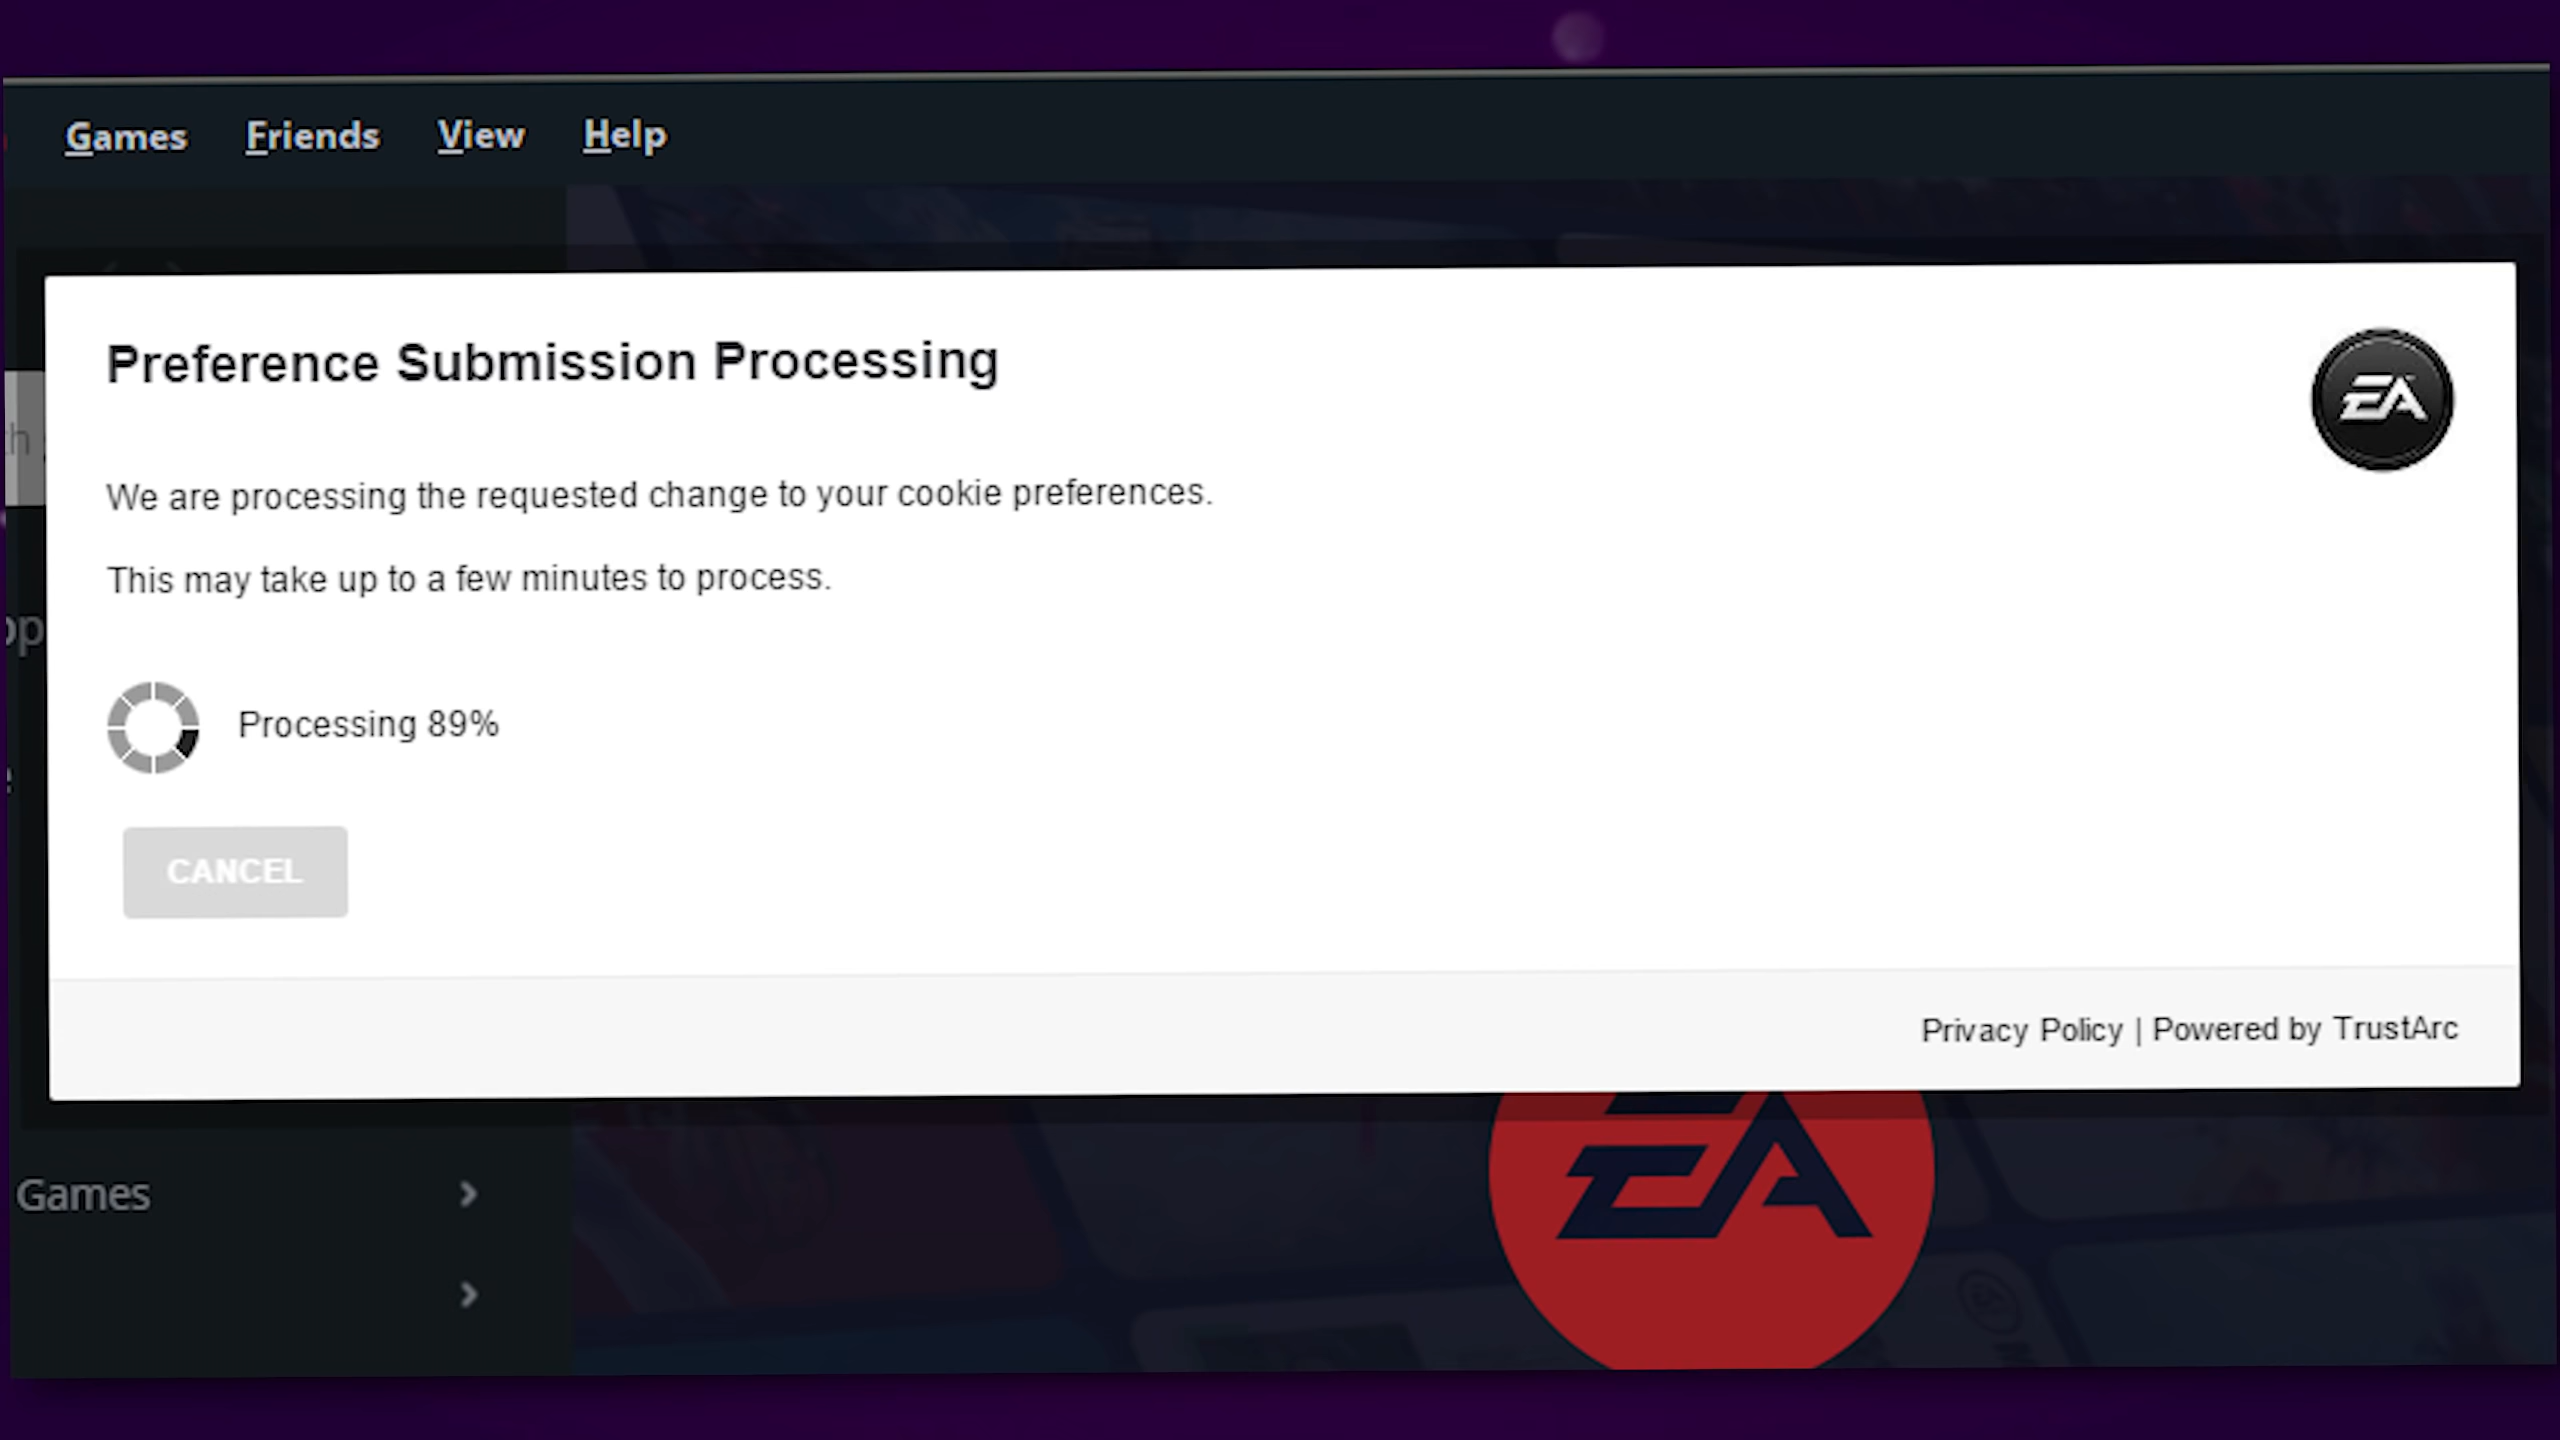 Games Friends View Help
Preference Submission Processing
EA
We are processing the requested change to your cookie preferences.
This may take up to a few minutes to process.
Processing 89%
CANCEL
Privacy Policy | Powered by TrustArc
EA
Games